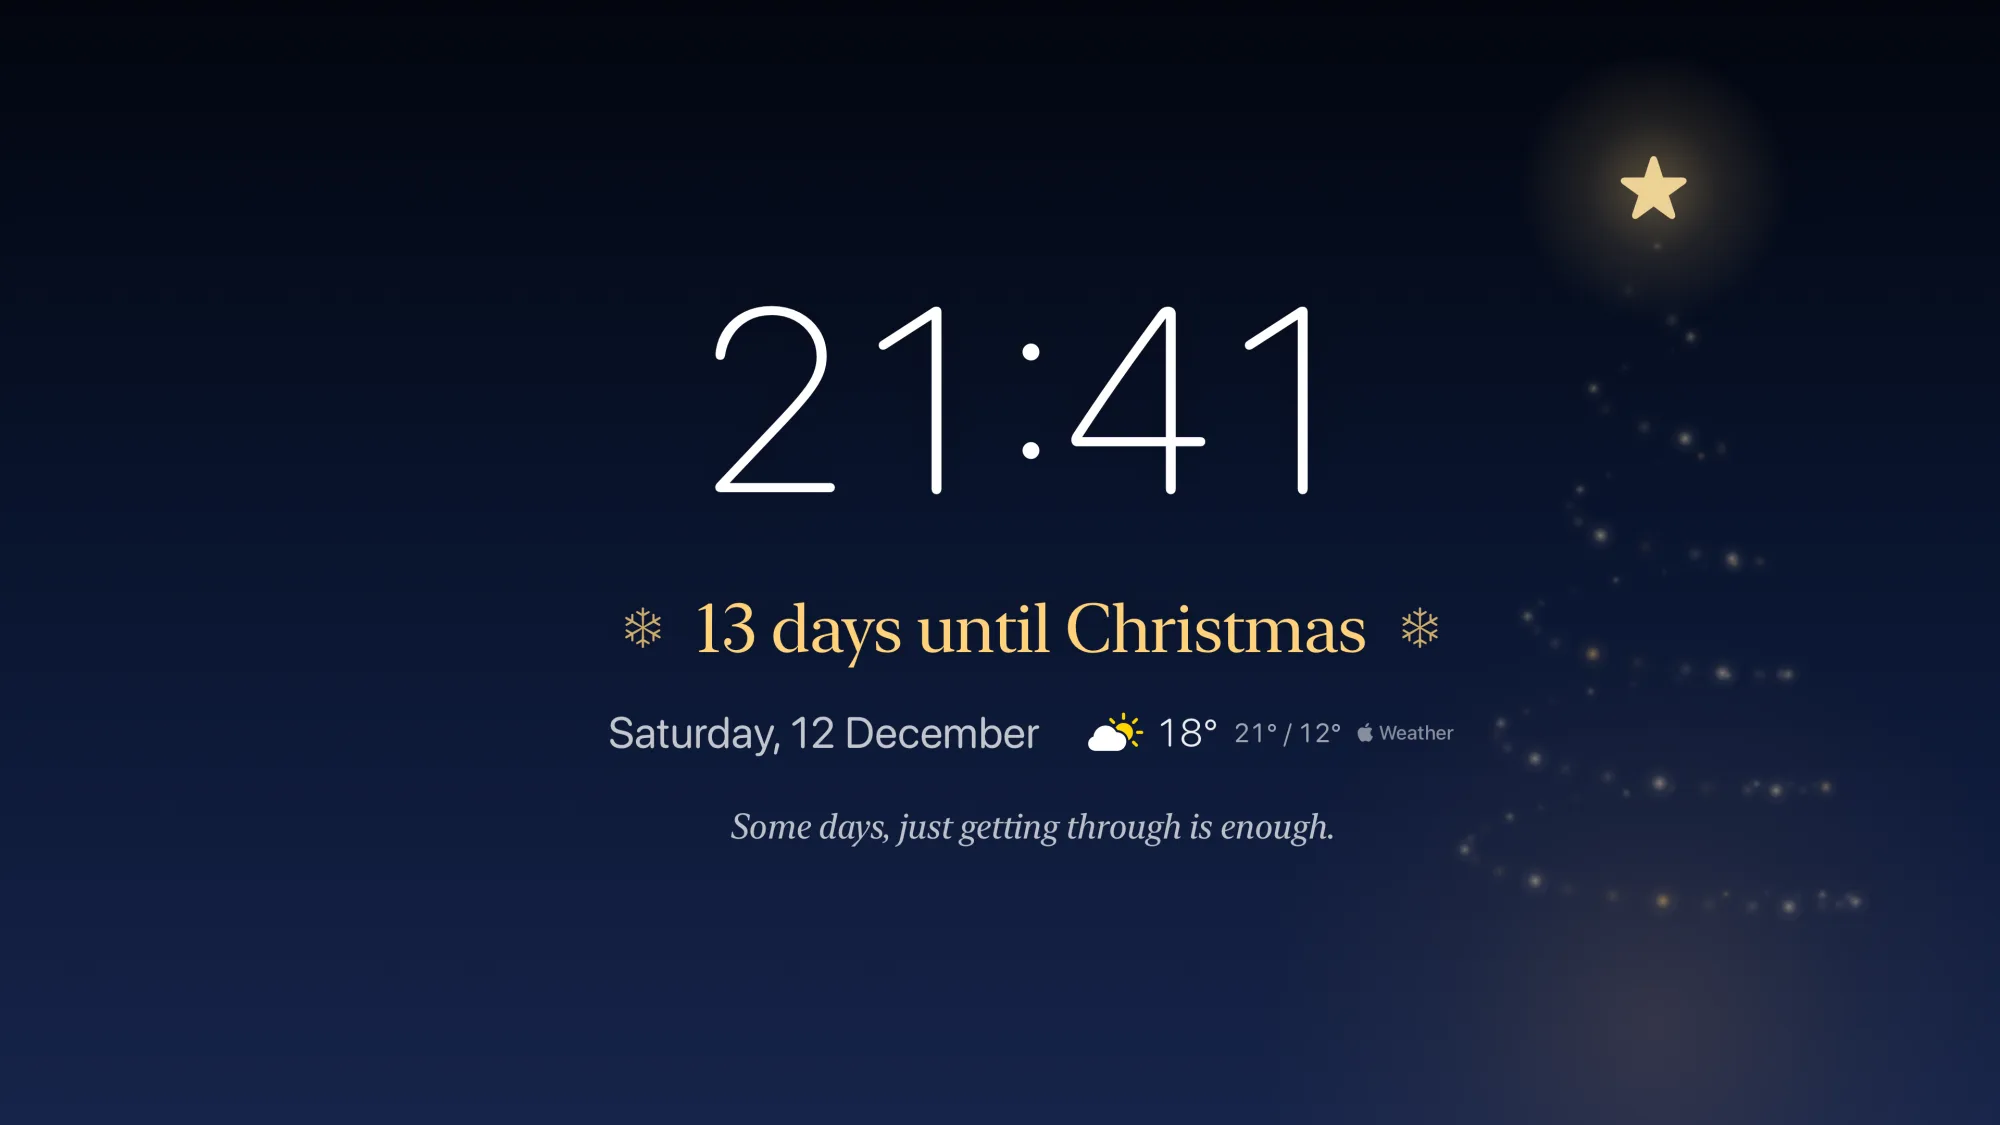 21:41
13 days until Christmas
Saturday, 12 December 18° 21° / 12° Weather
Some days, just getting through is enough.